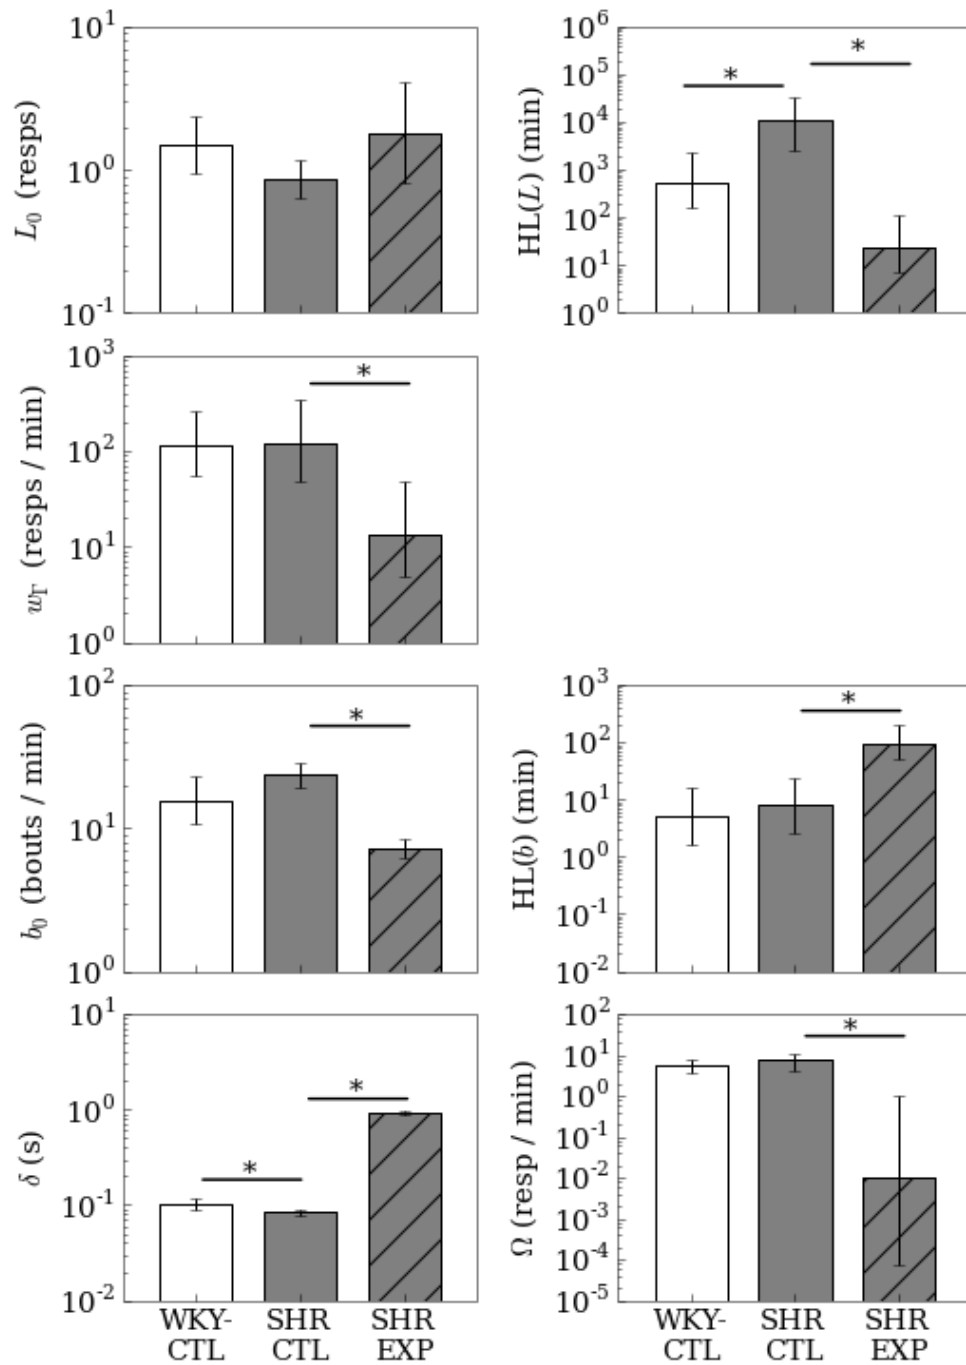 10^1
10^0
10^-1
L_0 (resps)
10^6
10^5
10^4
10^3
10^2
10^1
10^0
HL(L) (min)
*
*
10^3
10^2
10^1
10^0
w_Γ (resps / min)
*
10^2
10^1
10^0
b_0 (bouts / min)
*
10^3
10^2
10^1
10^0
10^-1
10^-2
HL(b) (min)
*
10^1
10^0
10^-1
10^-2
δ (s)
*
*
WKY-
CTL
SHR
CTL
SHR
EXP
10^2
10^1
10^0
10^-1
10^-2
10^-3
10^-4
10^-5
Ω (resp / min)
*
WKY-
CTL
SHR
CTL
SHR
EXP